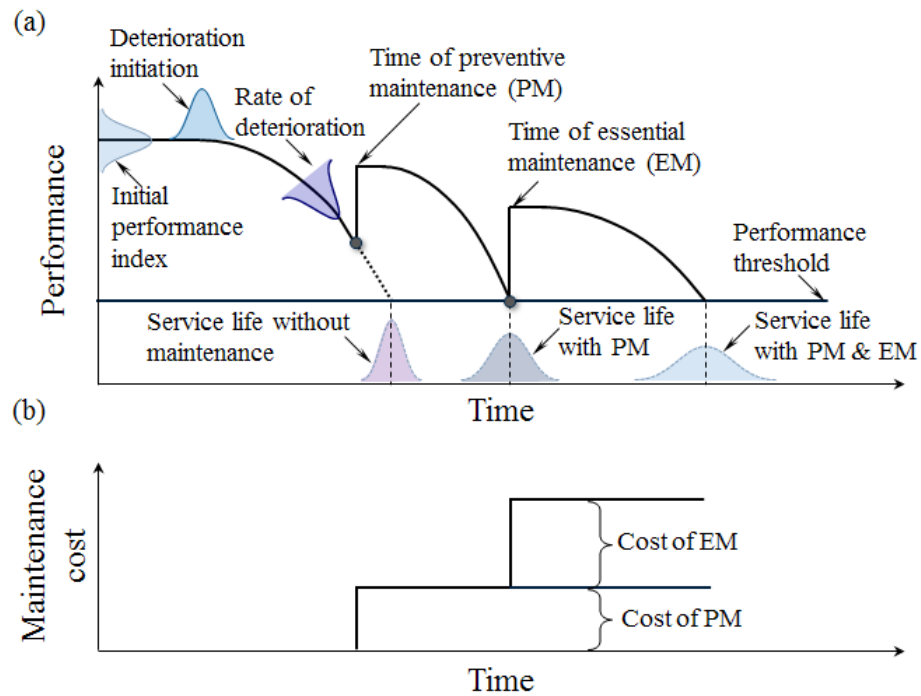 (a)
Deterioration
initiation
Rate of
deterioration
Time of preventive
maintenance (PM)
Time of essential
maintenance (EM)
Initial
performance
index
Performance
threshold
Performance
Service life without
maintenance
Service life
with PM
Service life
with PM & EM
Time
(b)
Maintenance
cost
Cost of EM
Cost of PM
Time